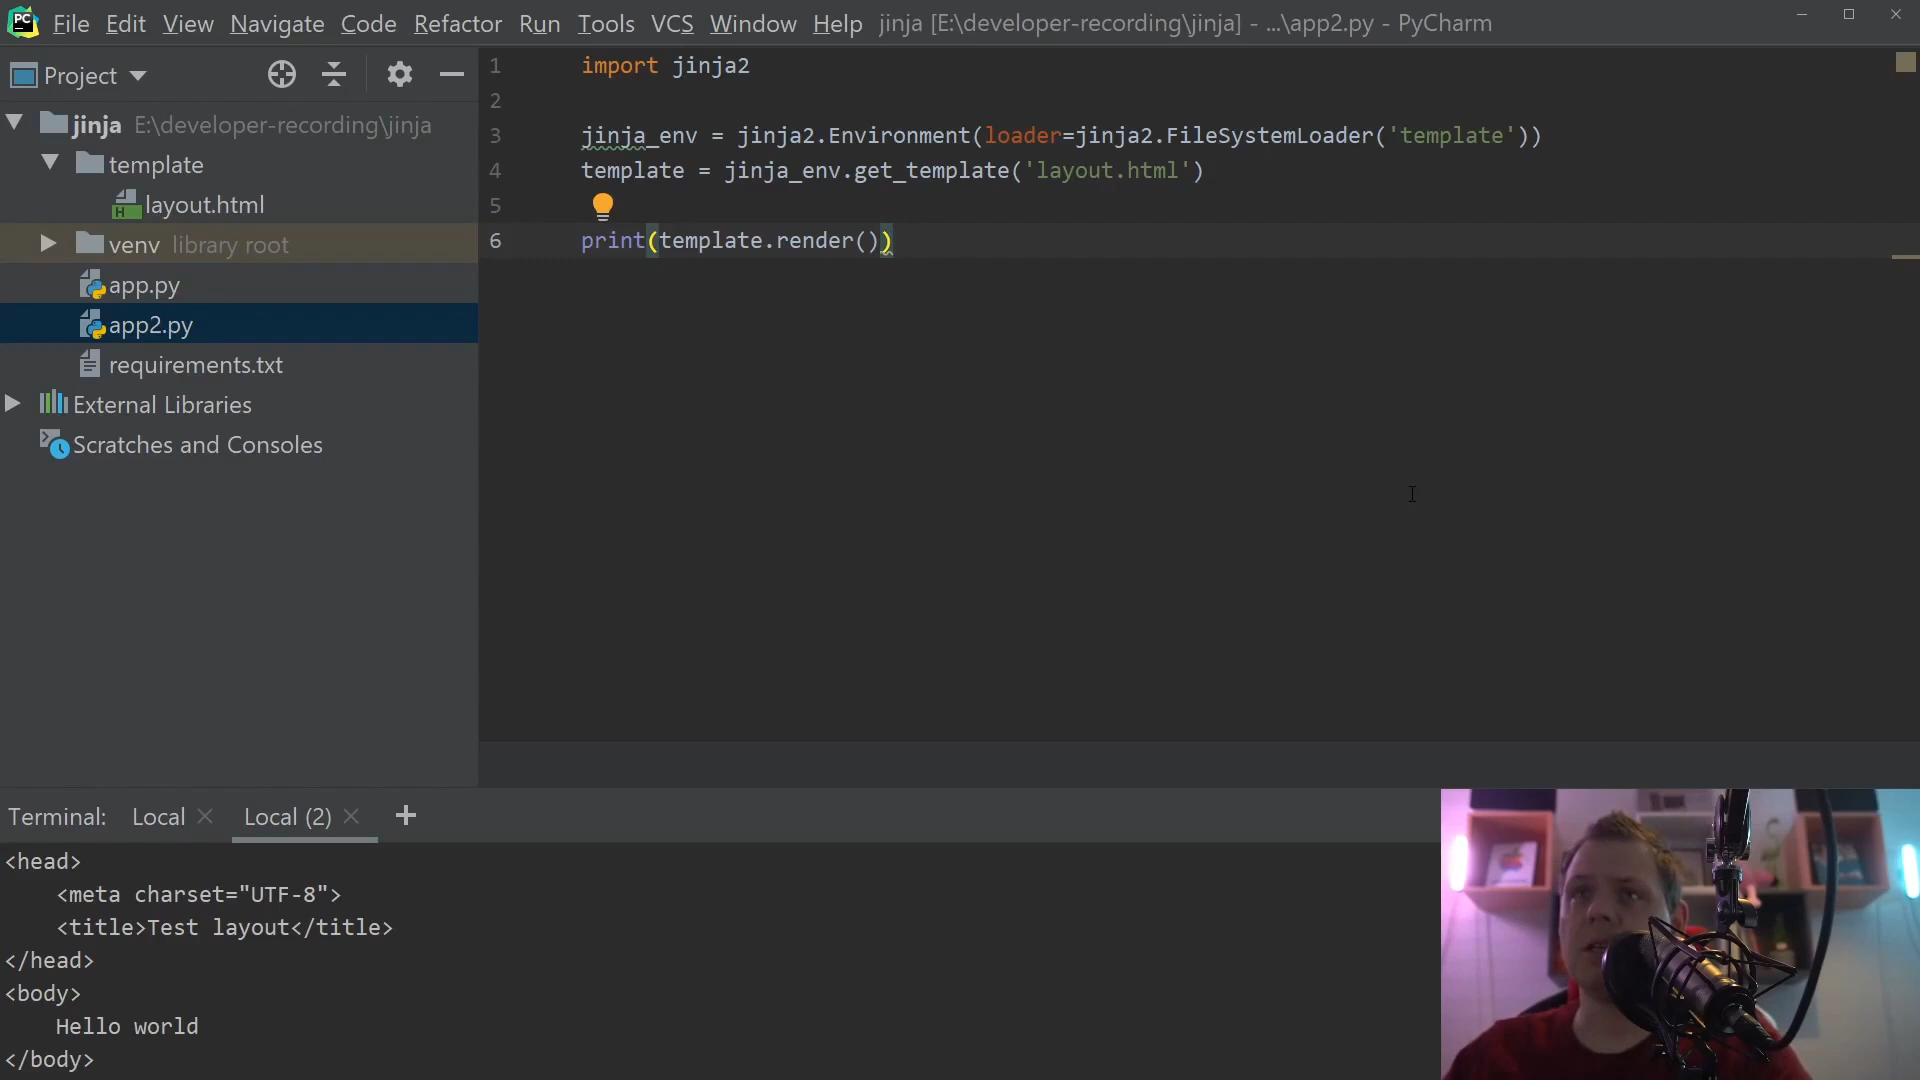 PC File Edit View Navigate Code Refactor Run Tools VCS Window Help jinja [E:\developer-recording\jinja] - ...\app2.py - PyCharm
Project
jinja E:\developer-recording\jinja
template
layout.html
venv library root
app.py
app2.py
requirements.txt
External Libraries
Scratches and Consoles
1 import jinja2
2
3 jinja_env = jinja2.Environment(loader=jinja2.FileSystemLoader('template'))
4 template = jinja_env.get_template('layout.html')
5
6 print(template.render())
Terminal: Local Local (2)
<head>
    <meta charset="UTF-8">
    <title>Test layout</title>
</head>
<body>
    Hello world
</body>